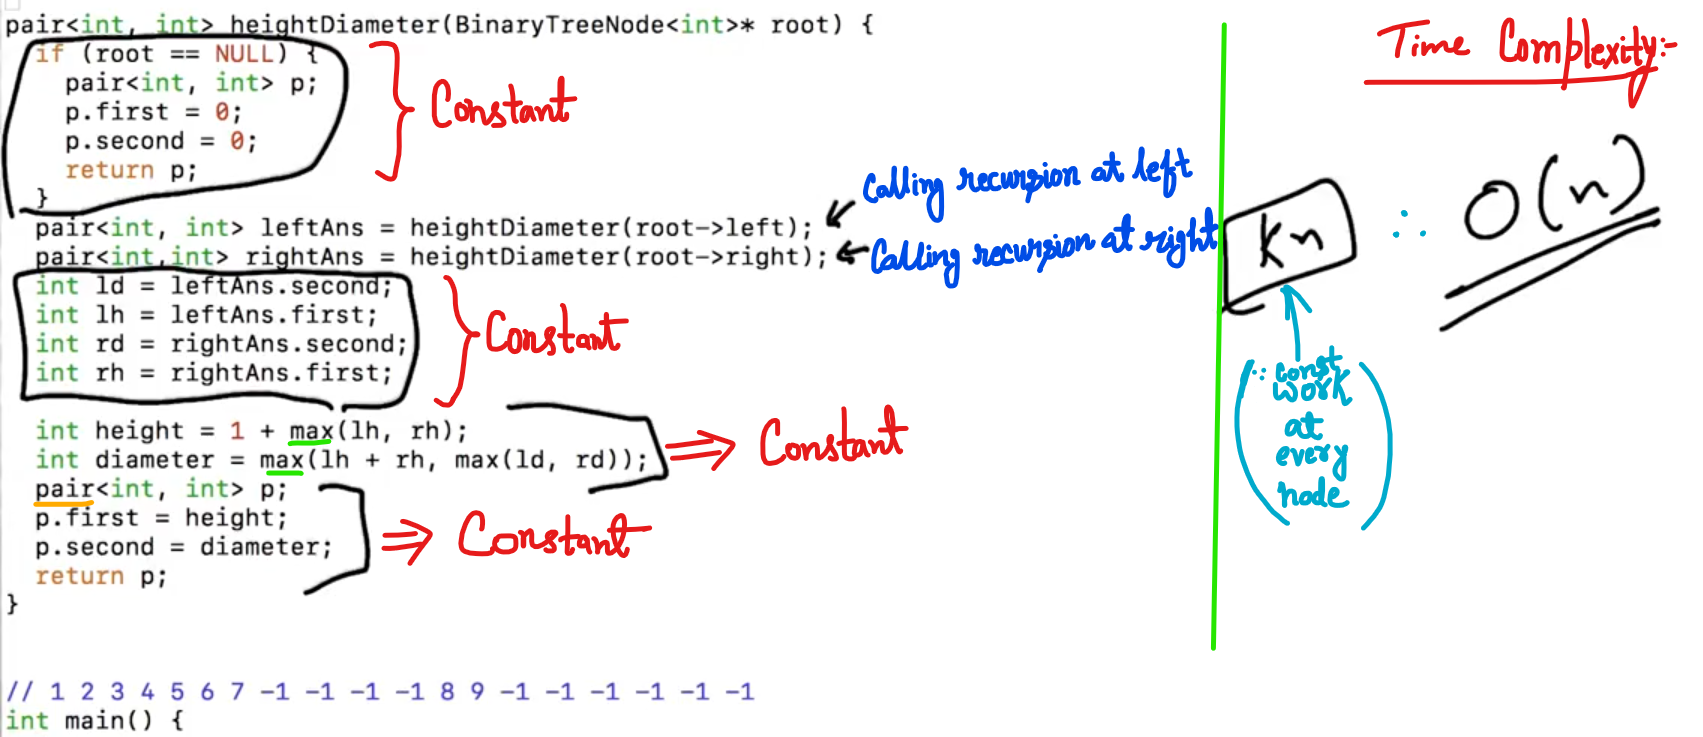 pair<int, int> heightDiameter(BinaryTreeNode<int>* root) {
if (root == NULL) {
pair<int, int> p;
p.first = 0;
p.second = 0;
return p;
}
Constant
pair<int, int> leftAns = heightDiameter(root->left);
Calling recursion at left
pair<int,int> rightAns = heightDiameter(root->right);
Calling recursion at right
int ld = leftAns.second;
int lh = leftAns.first;
int rd = rightAns.second;
int rh = rightAns.first;
Constant
int height = 1 + max(lh, rh);
int diameter = max(lh + rh, max(ld, rd));
⇒ Constant
pair<int, int> p;
p.first = height;
p.second = diameter;
return p;
⇒ Constant
}
// 1 2 3 4 5 6 7 -1 -1 -1 -1 8 9 -1 -1 -1 -1 -1 -1
int main() {
Time Complexity:-
Kn ∴ O(n)
(∵ const
work
at
every
node)